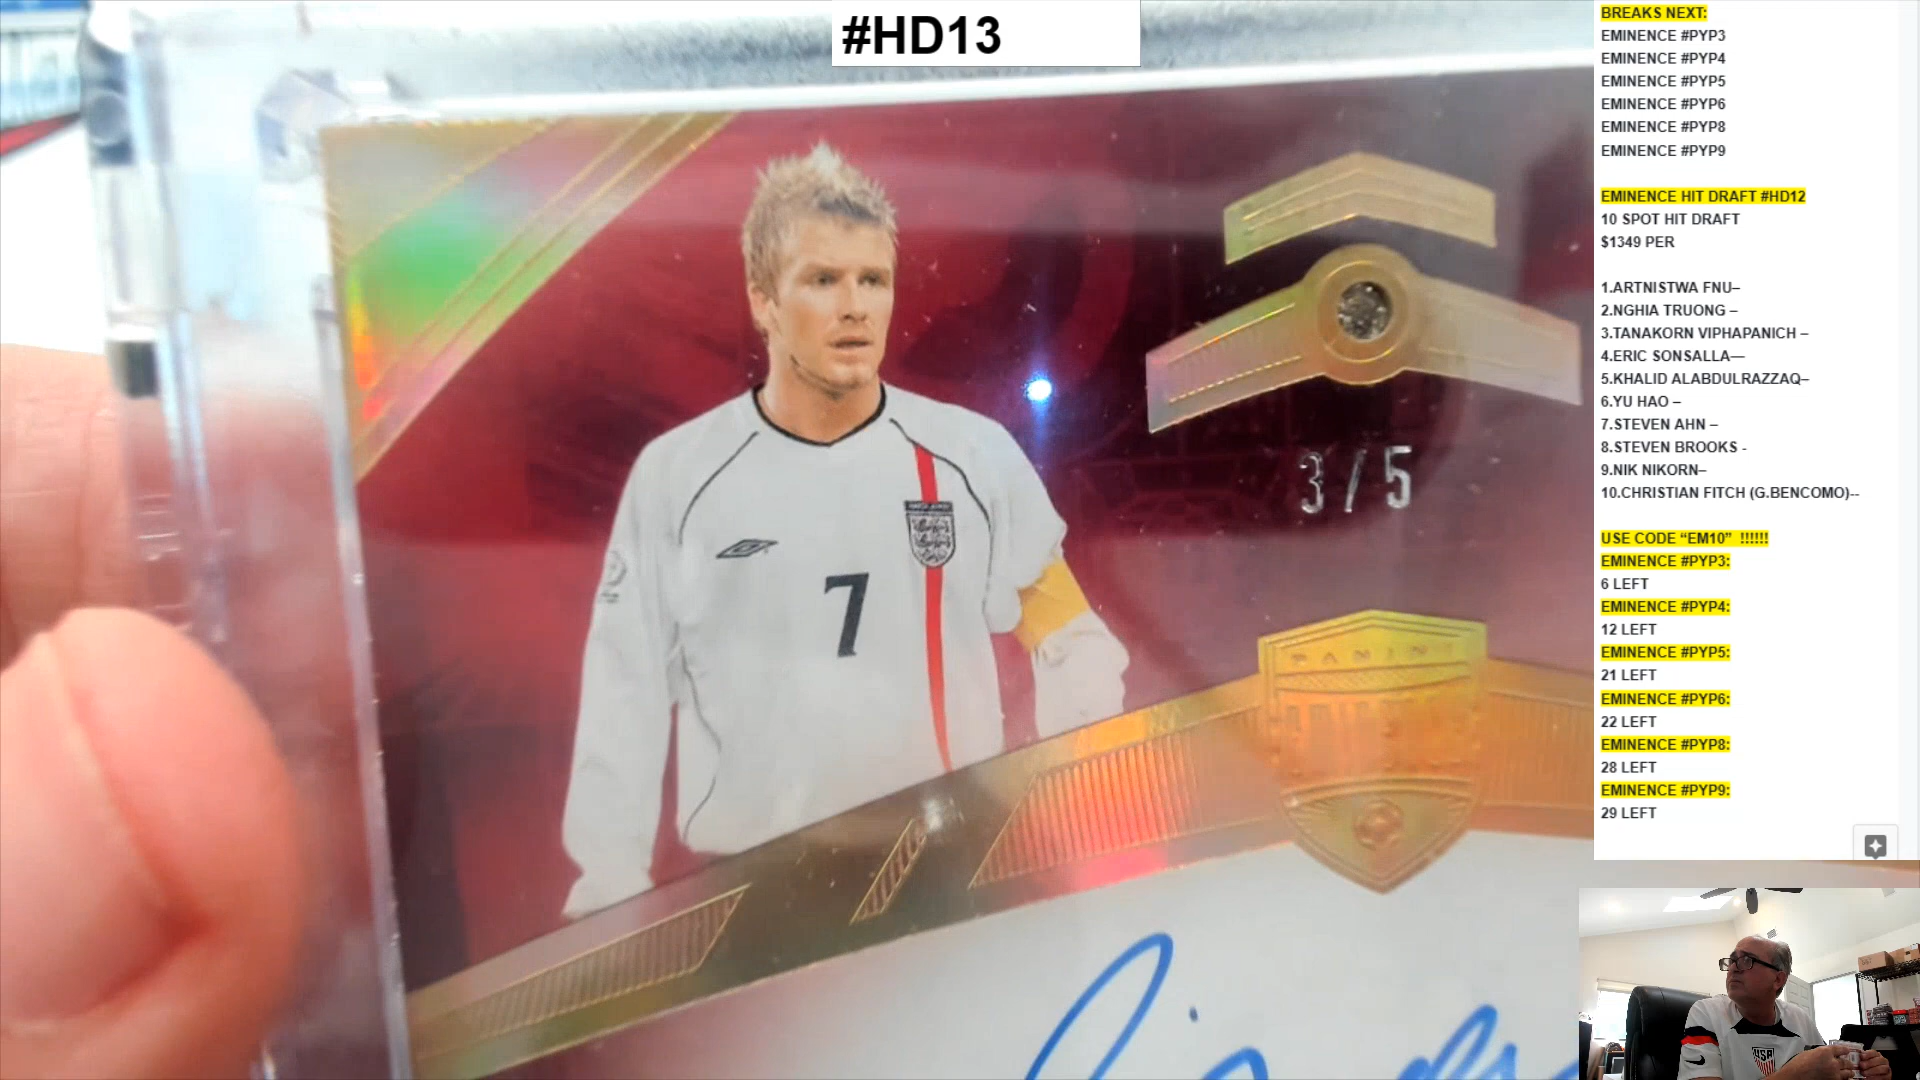 #HD13
BREAKS NEXT:
EMINENCE #PYP3
EMINENCE #PYP4
EMINENCE #PYP5
EMINENCE #PYP6
EMINENCE #PYP8
EMINENCE #PYP9
EMINENCE HIT DRAFT #HD12
10 SPOT HIT DRAFT
$1349 PER
1.ARTNISTWA FNU–
2.NGHIA TRUONG –
3.TANAKORN VIPHAPANICH –
4.ERIC SONSALLA—
5.KHALID ALABDULRAZZAQ–
6.YU HAO –
7.STEVEN AHN –
8.STEVEN BROOKS -
9.NIK NIKORN–
10.CHRISTIAN FITCH (G.BENCOMO)--
USE CODE “EM10” !!!!!!
EMINENCE #PYP3:
6 LEFT
EMINENCE #PYP4:
12 LEFT
EMINENCE #PYP5:
21 LEFT
EMINENCE #PYP6:
22 LEFT
EMINENCE #PYP8:
28 LEFT
EMINENCE #PYP9:
29 LEFT
3/5
7
PANINI
USA